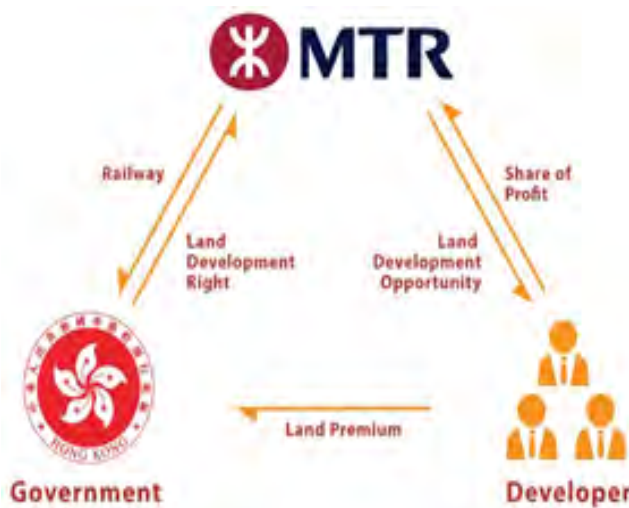 MTR
Railway
Land
Development
Right
Share of
Profit
Land
Development
Opportunity
HONG KONG
Land Premium
Government
Developer